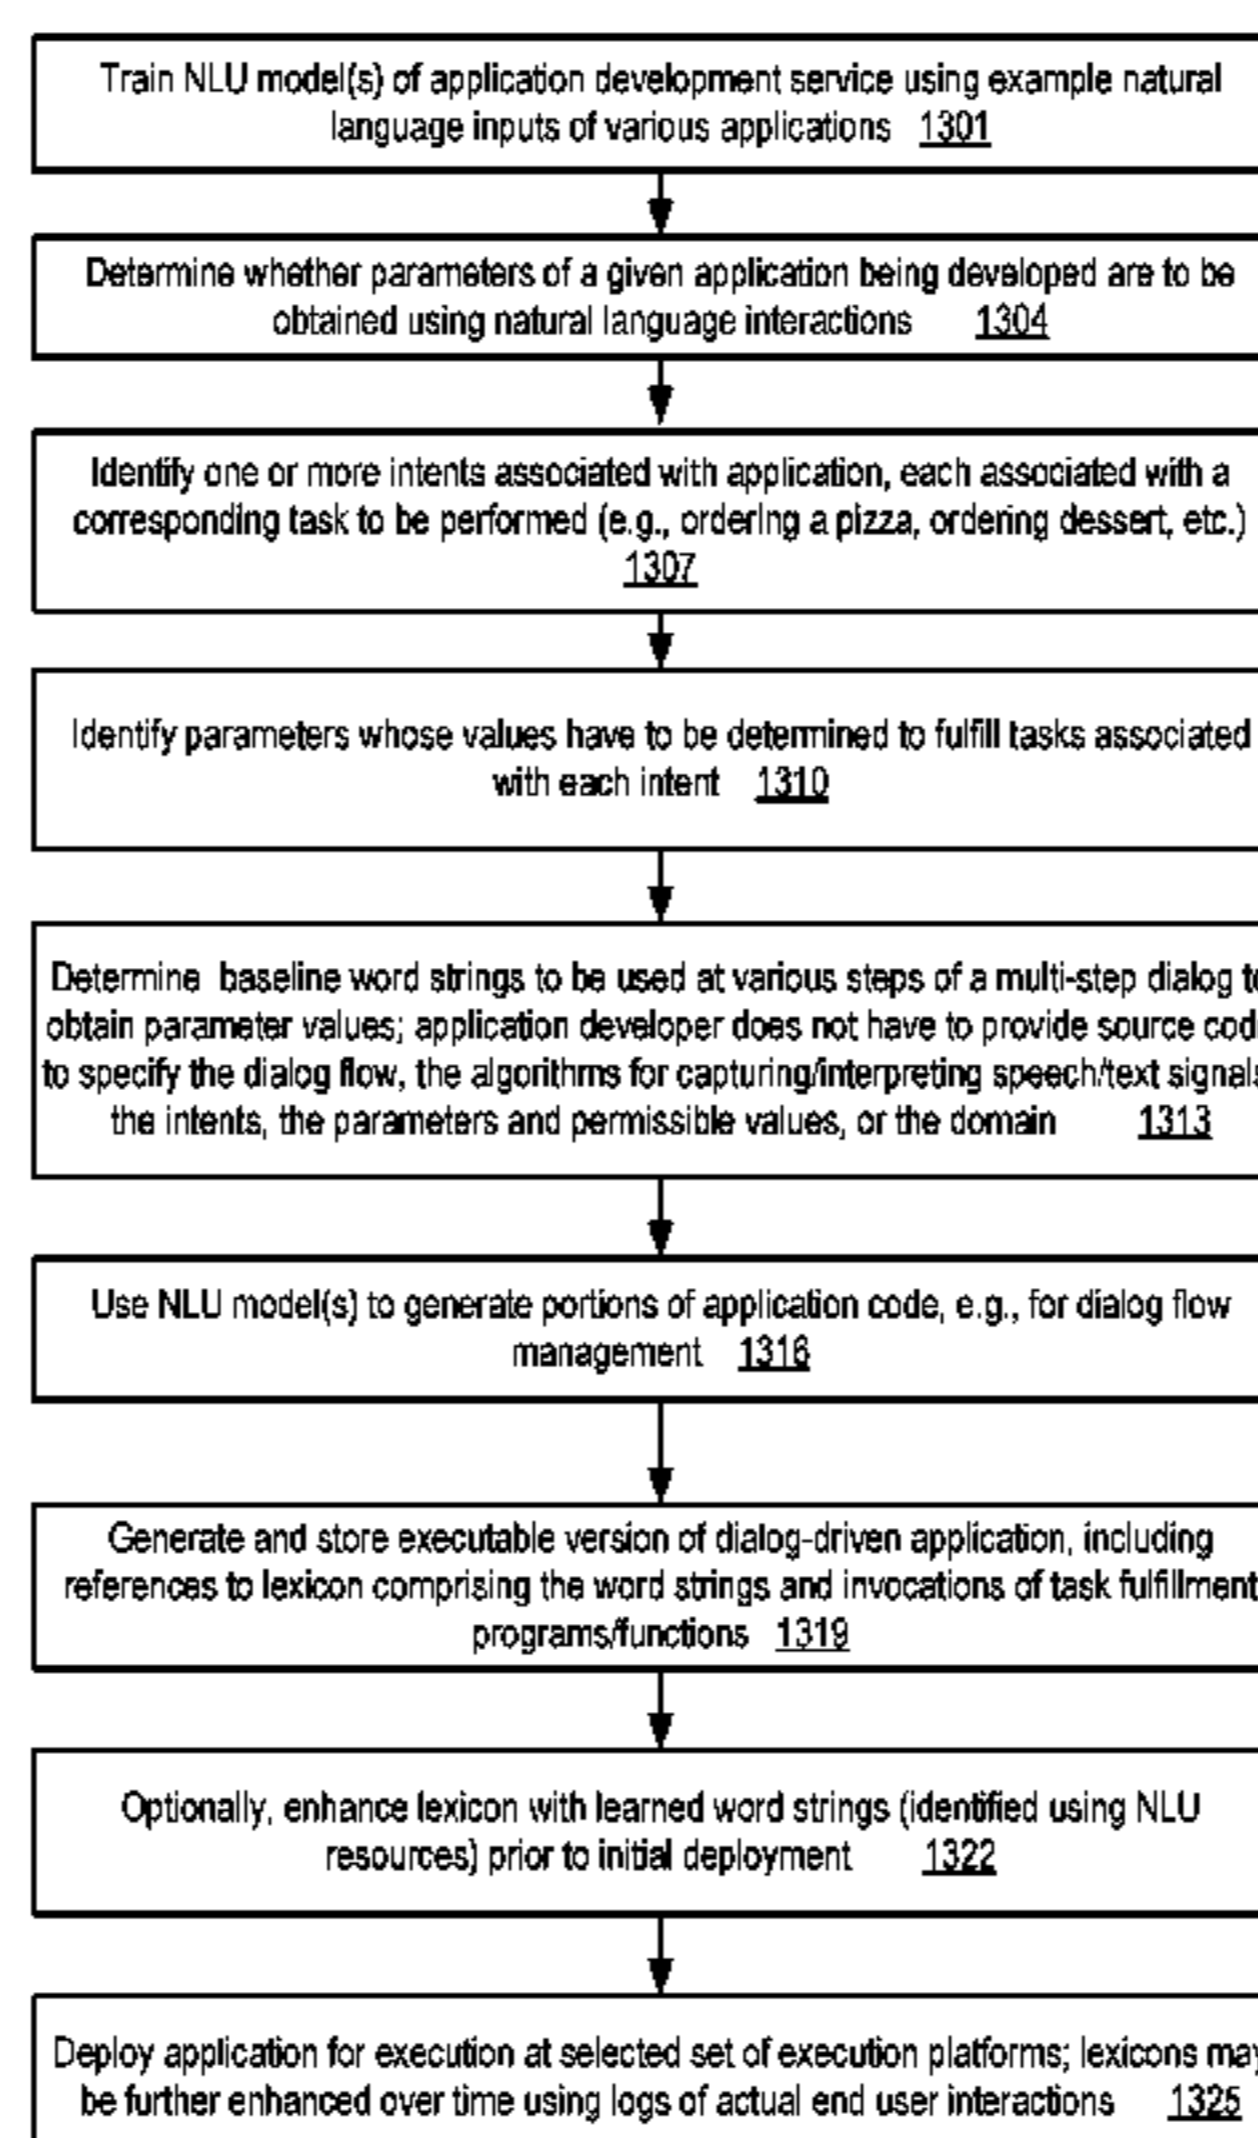 Train NLU model(s) of application development service using example natural
language inputs of various applications 1301
Determine whether parameters of a given application being developed are to be
obtained using natural language interactions 1304
Identify one or more intents associated with application, each associated with a
corresponding task to be performed (e.g., ordering a pizza, ordering dessert, etc.)
1307
Identify parameters whose values have to be determined to fulfill tasks associated
with each intent 1310
Determine baseline word strings to be used at various steps of a multi-step dialog to
obtain parameter values; application developer does not have to provide source cod
to specify the dialog flow, the algorithms for capturing/interpreting speech/text signals
the intents, the parameters and permissible values, or the domain 1313
Use NLU model(s) to generate portions of application code, e.g., for dialog flow
management 1316
Generate and store executable version of dialog-driven application, including
references to lexicon comprising the word strings and invocations of task fulfillment
programs/functions 1319
Optionally, enhance lexicon with learned word strings (identified using NLU
resources) prior to initial deployment 1322
Deploy application for execution at selected set of execution platforms; lexicons may
be further enhanced over time using logs of actual end user interactions 1325